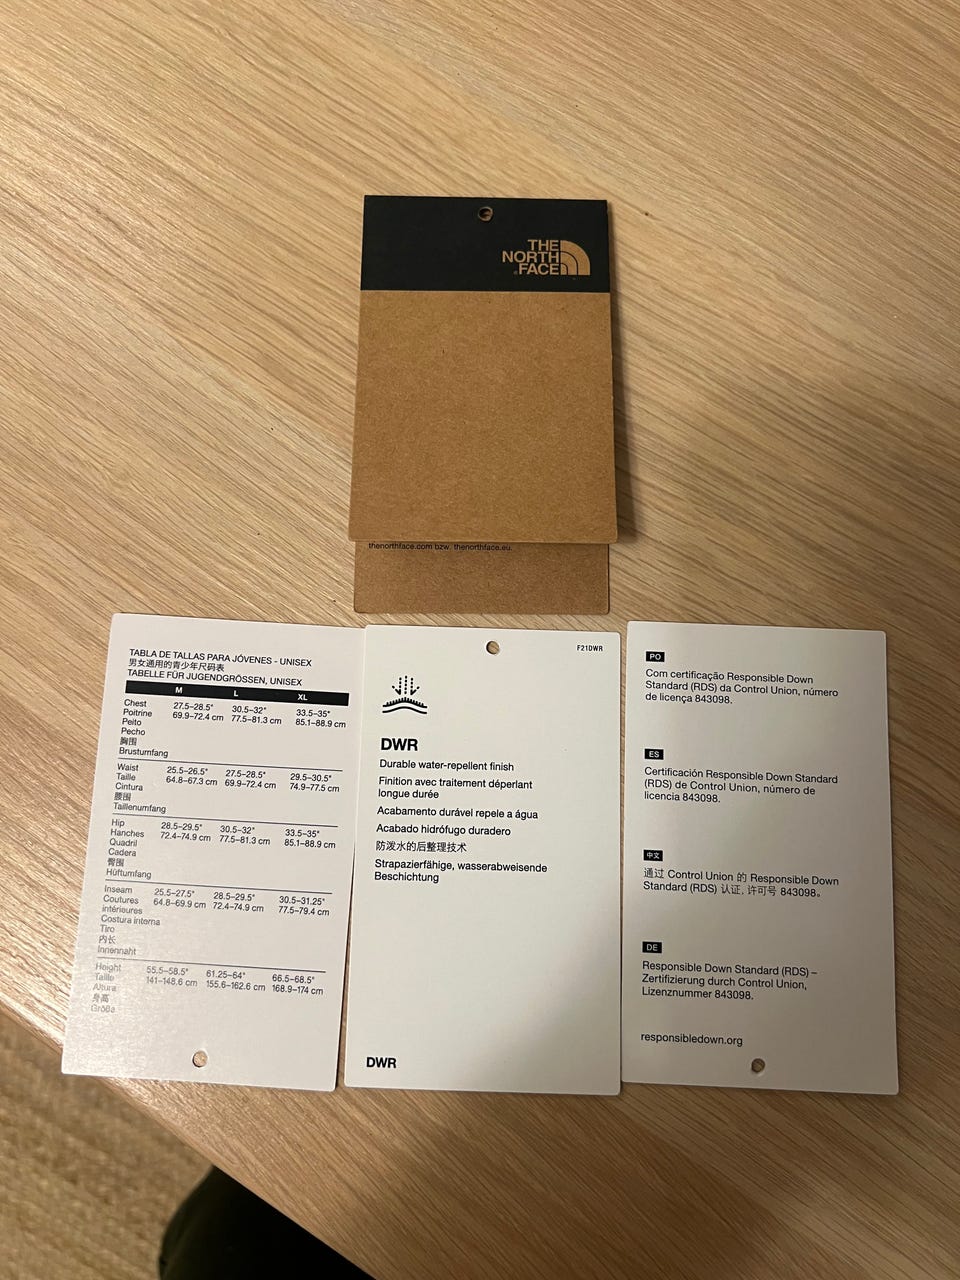 THE
NORTH
FACE
thenorthface.com bzw. thenorthface.eu.
TABLA DE TALLAS PARA JÓVENES - UNISEX
男女通用的青少年尺码表
TABELLE FÜR JUGENDGRÖSSEN, UNISEX
M L XL
Chest 27.5–28.5" 30.5–32" 33.5–35"
Poitrine 69.9–72.4 cm 77.5–81.3 cm 85.1–88.9 cm
Peito
Pecho
胸围
Brustumfang
Waist 25.5–26.5" 27.5–28.5" 29.5–30.5"
Taille 64.8–67.3 cm 69.9–72.4 cm 74.9–77.5 cm
Cintura
腰围
Taillenumfang
Hip 28.5–29.5" 30.5–32" 33.5–35"
Hanches 72.4–74.9 cm 77.5–81.3 cm 85.1–88.9 cm
Quadril
Cadera
臀围
Hüftumfang
Inseam 25.5–27.5" 28.5–29.5" 30.5–31.25"
Coutures 64.8–69.9 cm 72.4–74.9 cm 77.5–79.4 cm
intérieures
Costura interna
Tiro
内长
Innennaht
Height 55.5–58.5" 61.25–64" 66.5–68.5"
Taille 141–148.6 cm 155.6–162.6 cm 168.9–174 cm
Altura
身高
Größa
F21DWR
DWR
Durable water-repellent finish
Finition avec traitement déperlant
longue durée
Acabamento durável repele a água
Acabado hidrófugo duradero
防泼水的后整理技术
Strapazierfähige, wasserabweisende
Beschichtung
DWR
PO
Com certificação Responsible Down
Standard (RDS) da Control Union, número
de licença 843098.
ES
Certificación Responsible Down Standard
(RDS) de Control Union, número de
licencia 843098.
中文
通过 Control Union 的 Responsible Down
Standard (RDS) 认证, 许可号 843098。
DE
Responsible Down Standard (RDS) –
Zertifizierung durch Control Union,
Lizenznummer 843098.
responsibledown.org